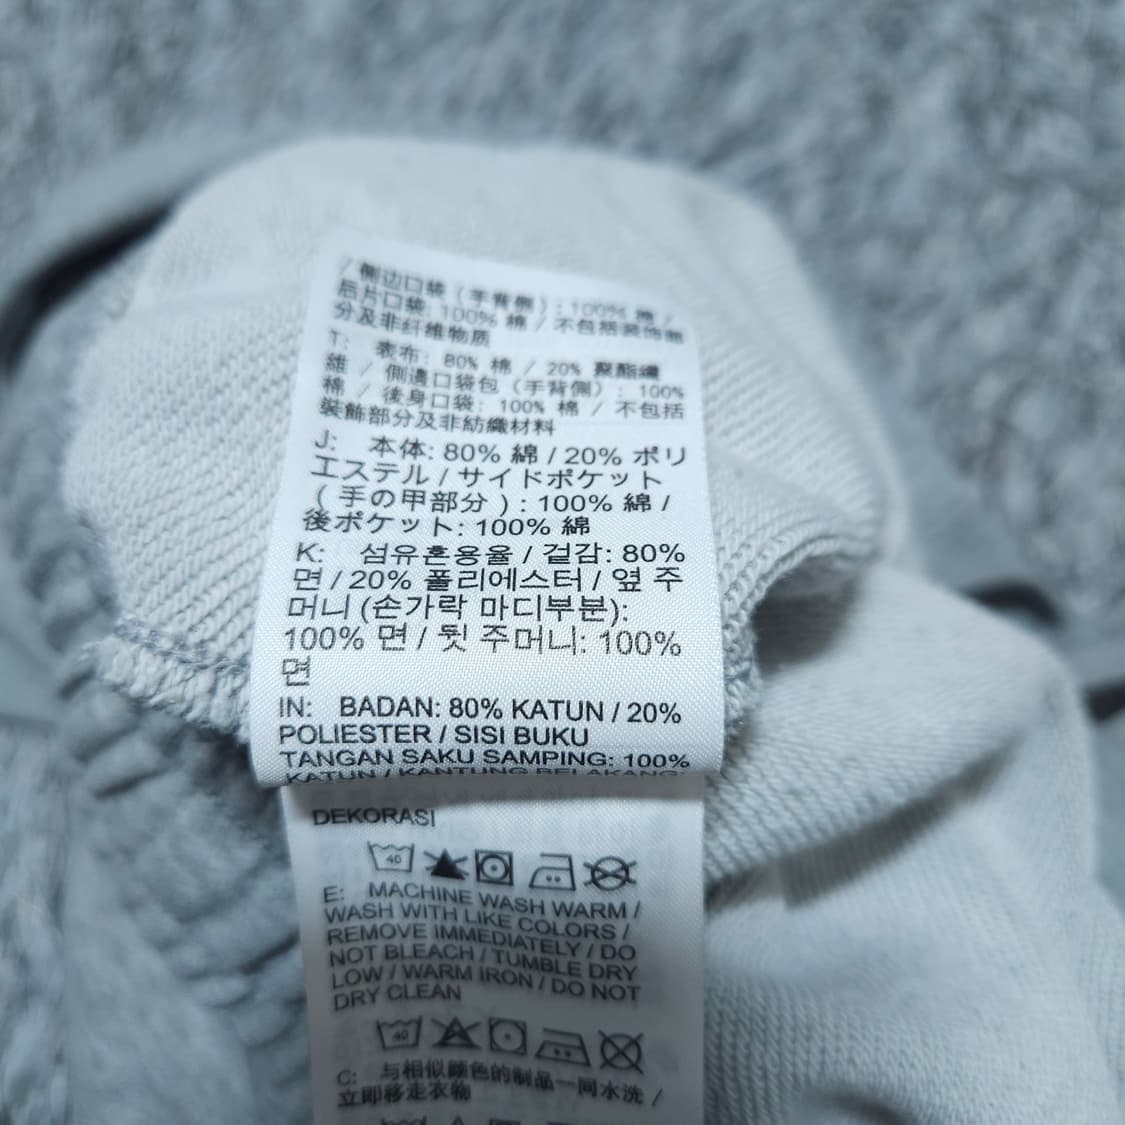 / 側边口袋 (手背侧) : 100% 棉 /
后片口袋: 100% 棉 / 不包括装饰部
分及非纤维物质
T: 表布: 80% 棉 / 20% 聚酯纖
維 / 側邊口袋包 (手背側) : 100%
棉 / 後身口袋: 100% 棉 / 不包括
裝飾部分及非紡織材料
J: 本体: 80% 綿 / 20% ポリ
エステル / サイドポケット
(手の甲部分) : 100% 綿 /
後ポケット: 100% 綿
K: 섬유혼용율 / 겉감: 80%
면 / 20% 폴리에스터 / 옆 주
머니 (손가락 마디부분):
100% 면 / 뒷 주머니: 100%
면
IN: BADAN: 80% KATUN / 20%
POLIESTER / SISI BUKU
TANGAN SAKU SAMPING: 100%
KATUN / KANTUNG BELAKANG:
DEKORASI
40
E: MACHINE WASH WARM /
WASH WITH LIKE COLORS /
REMOVE IMMEDIATELY / DO
NOT BLEACH / TUMBLE DRY
LOW / WARM IRON / DO NOT
DRY CLEAN
40
C: 与相似颜色的制品一同水洗 /
立即移走衣物 /